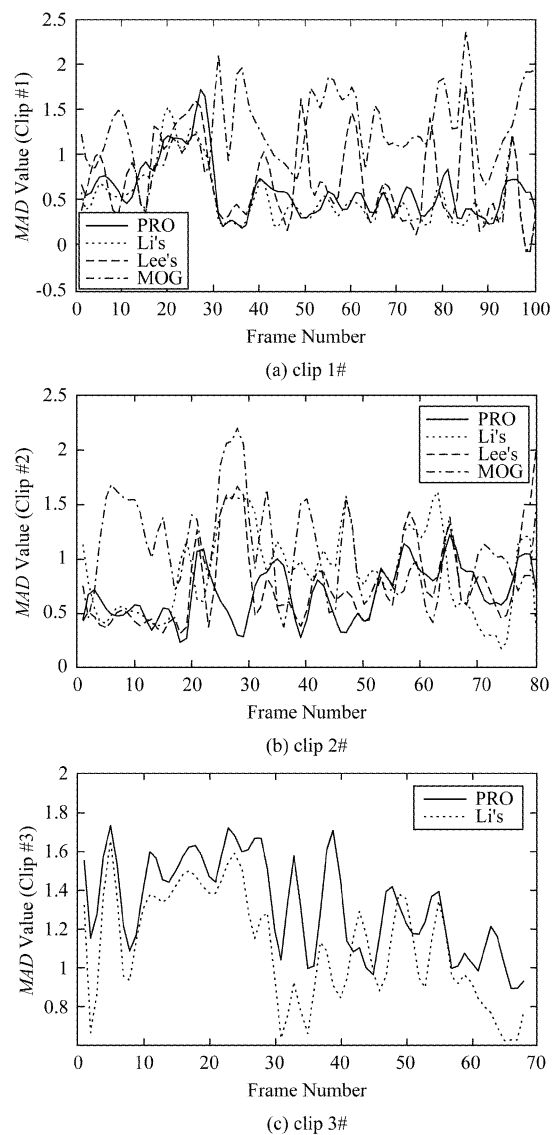 2.5
2
1.5
1
0.5
0
-0.5
MAD Value (Clip #1)
PRO
Li's
Lee's
MOG
0 10 20 30 40 50 60 70 80 90 100
Frame Number
(a) clip 1#
2.5
2
1.5
1
0.5
0
MAD Value (Clip #2)
PRO
Li's
Lee's
MOG
0 10 20 30 40 50 60 70 80
Frame Number
(b) clip 2#
2
1.8
1.6
1.4
1.2
1
0.8
MAD Value (Clip #3)
PRO
Li's
0 10 20 30 40 50 60 70
Frame Number
(c) clip 3#